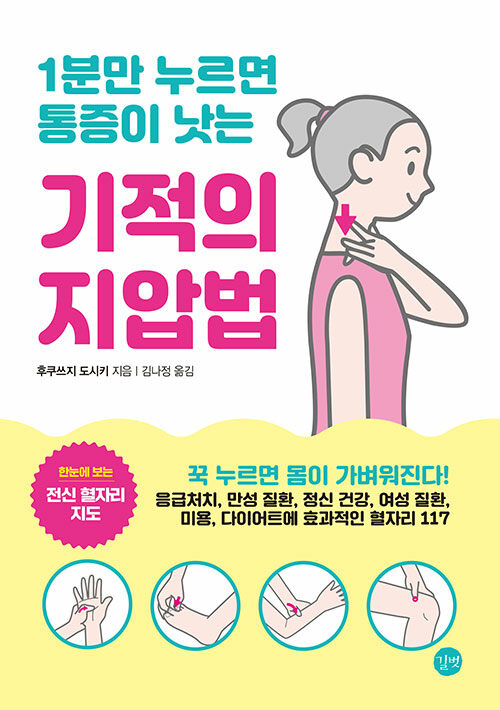 1분만 누르면
통증이 낫는
기적의
지압법
후쿠쓰지 도시키 지음 | 김나정 옮김
한눈에 보는
전신 혈자리
지도
꾹 누르면 몸이 가벼워진다!
응급처치, 만성 질환, 정신 건강, 여성 질환,
미용, 다이어트에 효과적인 혈자리 117
길벗